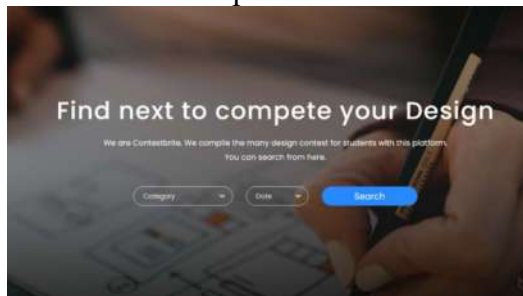 Find next to compete your Design
We are Contestbrite. We compile the many design contest for students with this platform.
You can search from here.
Category
Date
Search